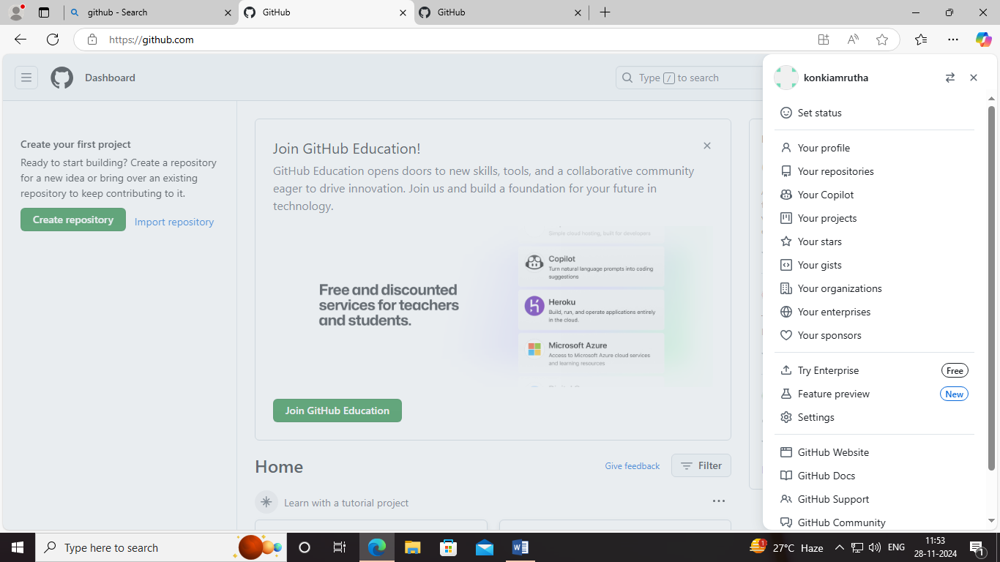 github - Search
GitHub
GitHub
https://github.com
Dashboard
Type / to search
konkiamrutha
Set status
Your profile
Your repositories
Your Copilot
Your projects
Your stars
Your gists
Your organizations
Your enterprises
Your sponsors
Try Enterprise
Free
Feature preview
New
Settings
GitHub Website
GitHub Docs
GitHub Support
GitHub Community
Create your first project
Ready to start building? Create a repository
for a new idea or bring over an existing
repository to keep contributing to it.
Create repository
Import repository
Join GitHub Education!
GitHub Education opens doors to new skills, tools, and a collaborative community
eager to drive innovation. Join us and build a foundation for your future in
technology.
Free and discounted
services for teachers
and students.
Simple cloud hosting, built for developers
Copilot
Turn natural language prompts into coding
suggestions
Heroku
Build, run, and operate applications entirely
in the cloud.
Microsoft Azure
Access to Microsoft Azure cloud services
and learning resources
Join GitHub Education
Home
Give feedback
Filter
Learn with a tutorial project
Type here to search
1
27°C Haze
ENG
11:53
28-11-2024
1